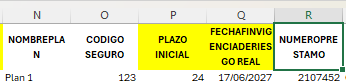 N O P Q R
NOMBREPLA
N
CODIGO
SEGURO
PLAZO
INICIAL
FECHAFINVIG
ENCIADERIES
GO REAL
NUMEROPRE
STAMO
Plan 1 123 24 17/06/2027 2107452